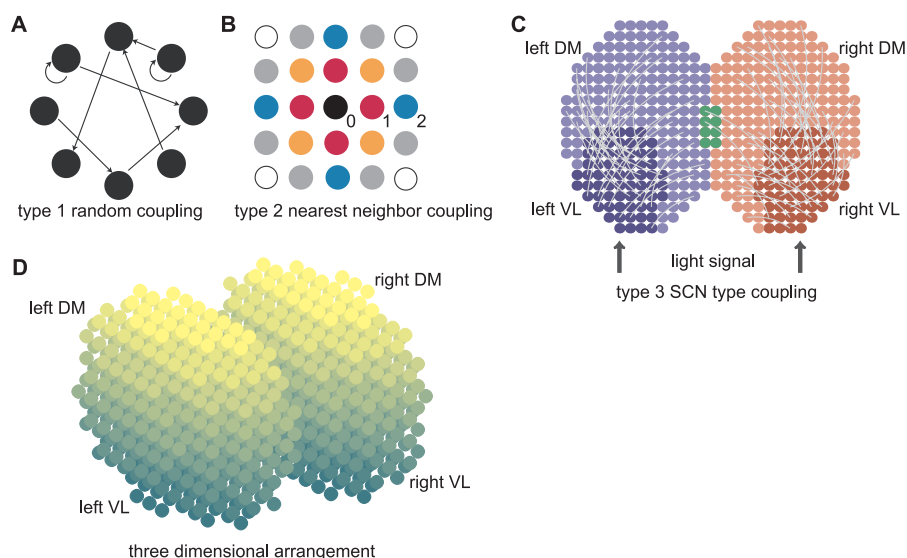 A
B
0
1
2
type 1 random coupling
type 2 nearest neighbor coupling
C
left DM
right DM
left VL
right VL
light signal
type 3 SCN type coupling
D
left DM
right DM
left VL
right VL
three dimensional arrangement